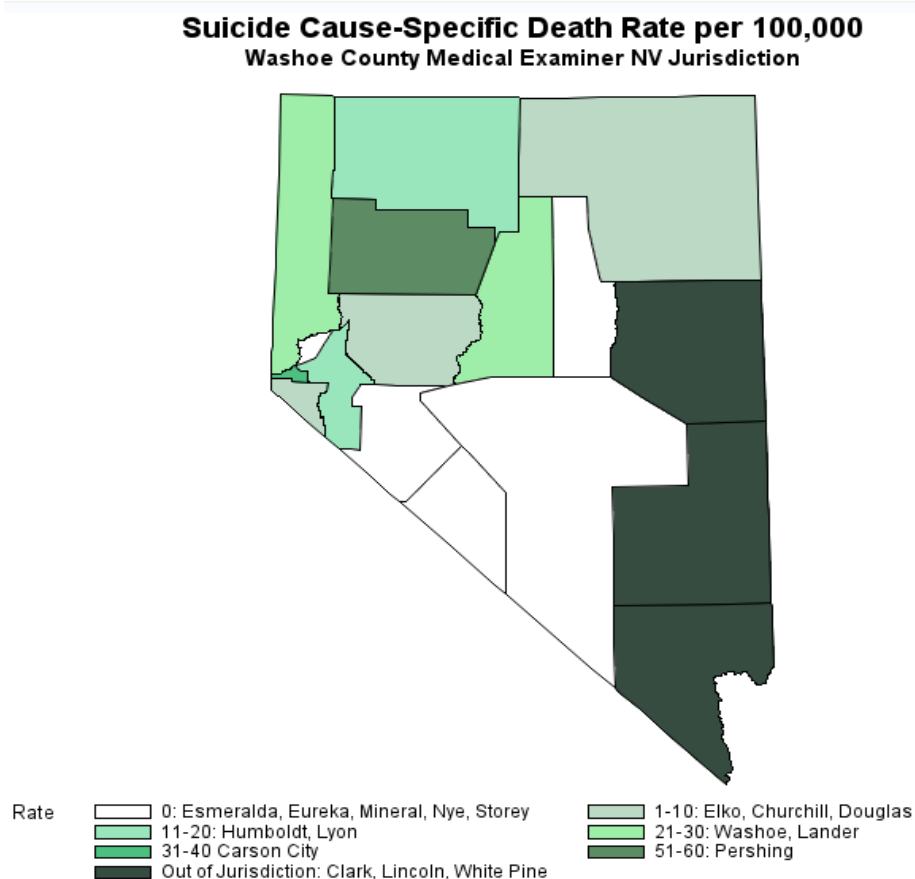 Suicide Cause-Specific Death Rate per 100,000
Washoe County Medical Examiner NV Jurisdiction
Rate
0: Esmeralda, Eureka, Mineral, Nye, Storey
1-10: Elko, Churchill, Douglas
11-20: Humboldt, Lyon
21-30: Washoe, Lander
31-40 Carson City
51-60: Pershing
Out of Jurisdiction: Clark, Lincoln, White Pine